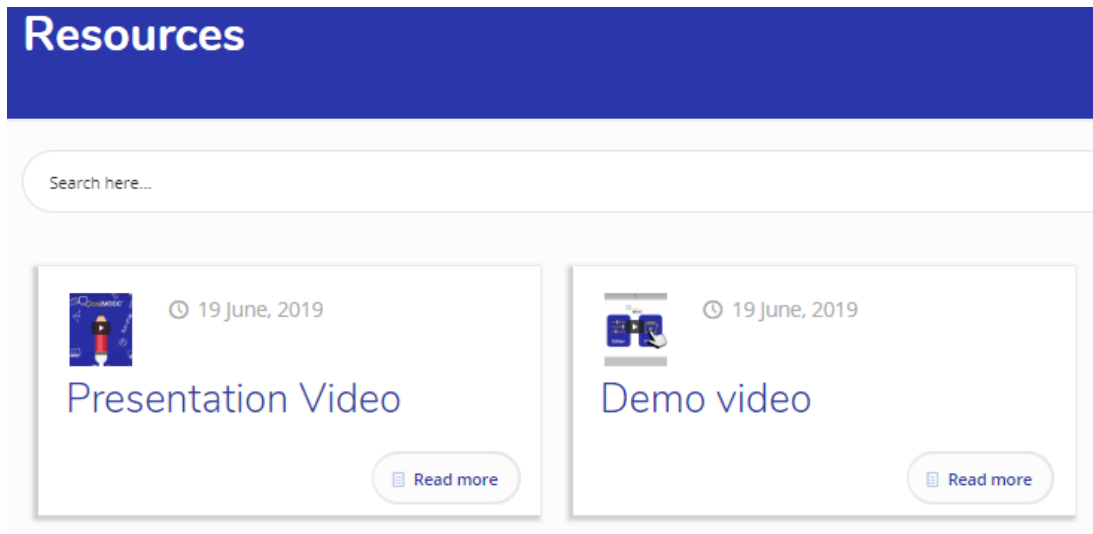 Resources
Search here...
19 June, 2019
Presentation Video
Read more
19 June, 2019
Demo video
Read more